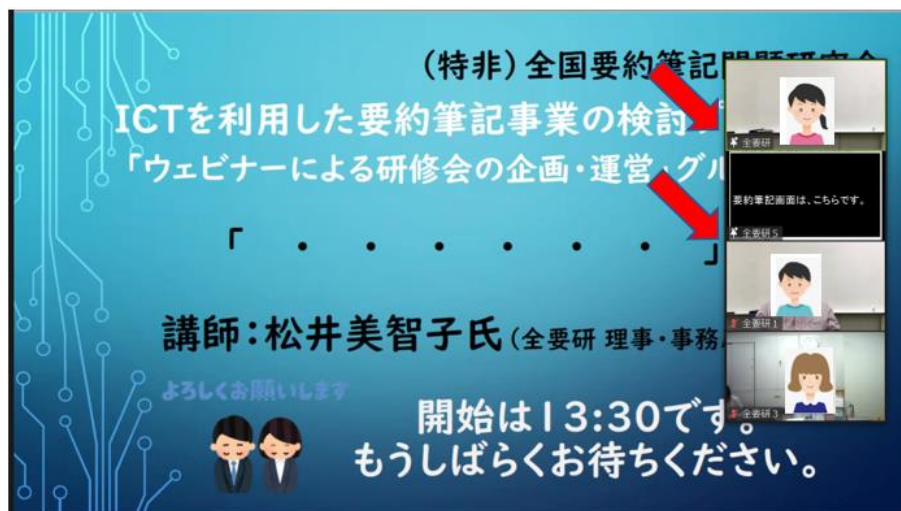 (特非)全国要約筆記問題研究会
ICTを利用した要約筆記事業の検討
「ウェビナーによる研修会の企画・運営・グル
「 ・ ・ ・ ・ ・ ・ 」
講師:松井美智子氏(全要研 理事・事務
よろしくお願いします
開始は13:30です。
もうしばらくお待ちください。
全要研
要約筆記画面は、こちらです。
全要研5
全要研1
全要研3